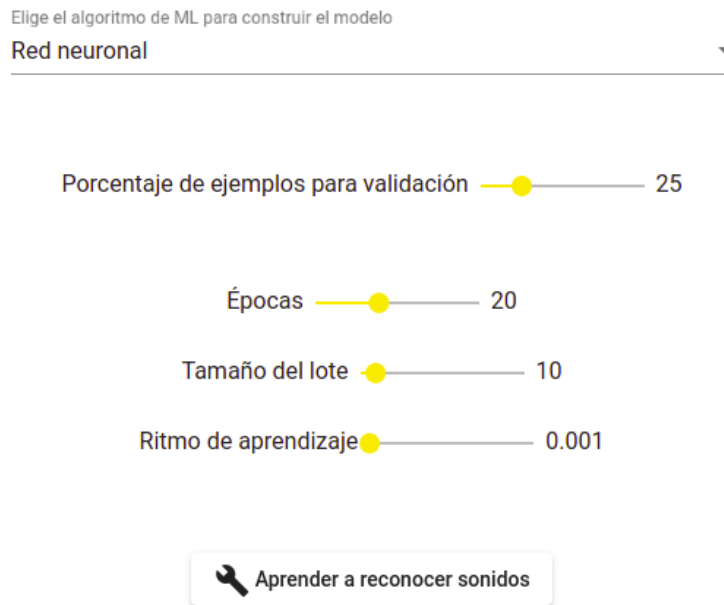 Elige el algoritmo de ML para construir el modelo
Red neuronal
Porcentaje de ejemplos para validación 25
Épocas 20
Tamaño del lote 10
Ritmo de aprendizaje 0.001
Aprender a reconocer sonidos